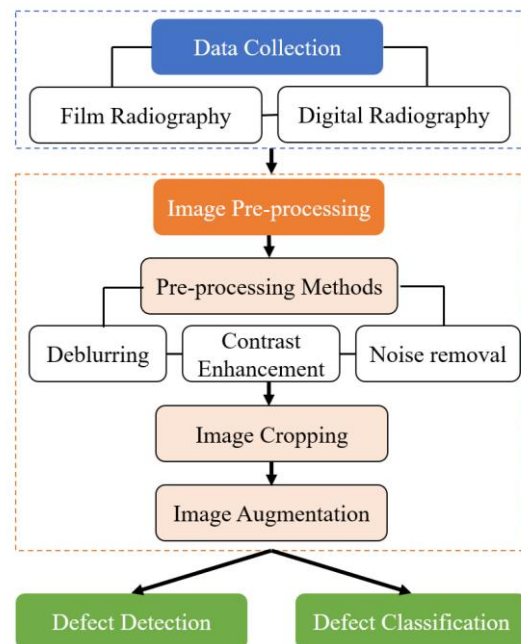 Data Collection
Film Radiography
Digital Radiography
Image Pre-processing
Pre-processing Methods
Deblurring
Contrast
Enhancement
Noise removal
Image Cropping
Image Augmentation
Defect Detection
Defect Classification